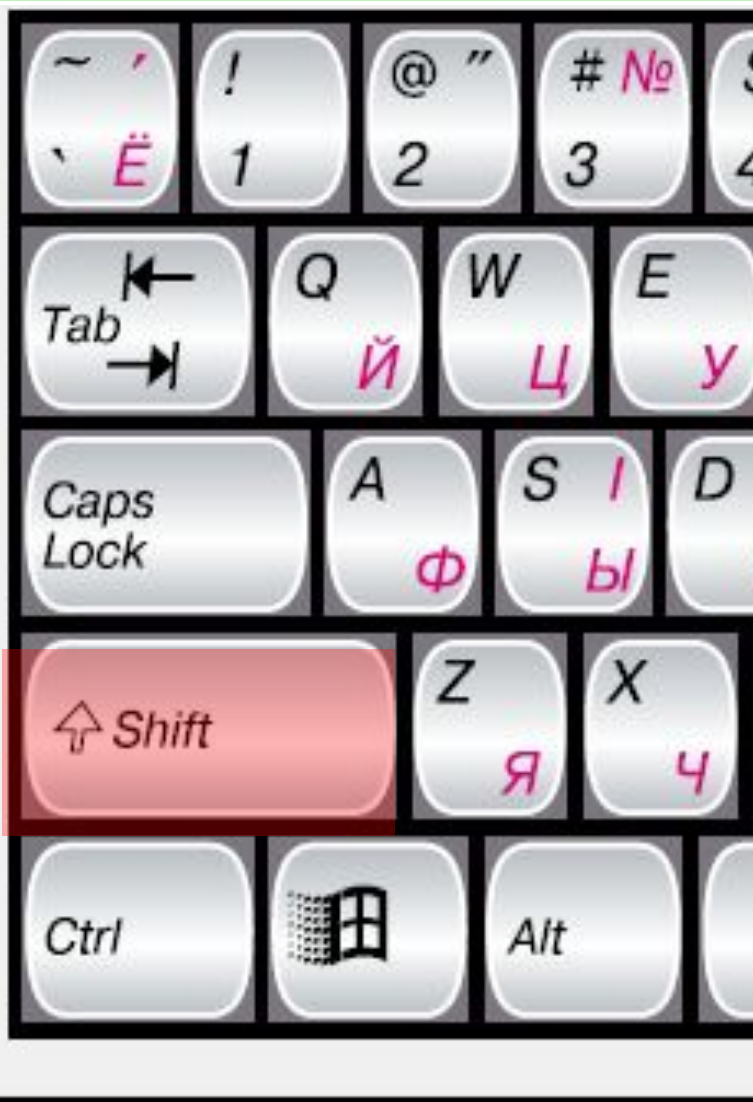 ~ ′ ! @ ″ # №
` Ё 1 2 3
Q W E
Tab
Й Ц У
A S І D
Caps
Lock
Ф Ы
Z X
Shift
Я Ч
Ctrl Alt